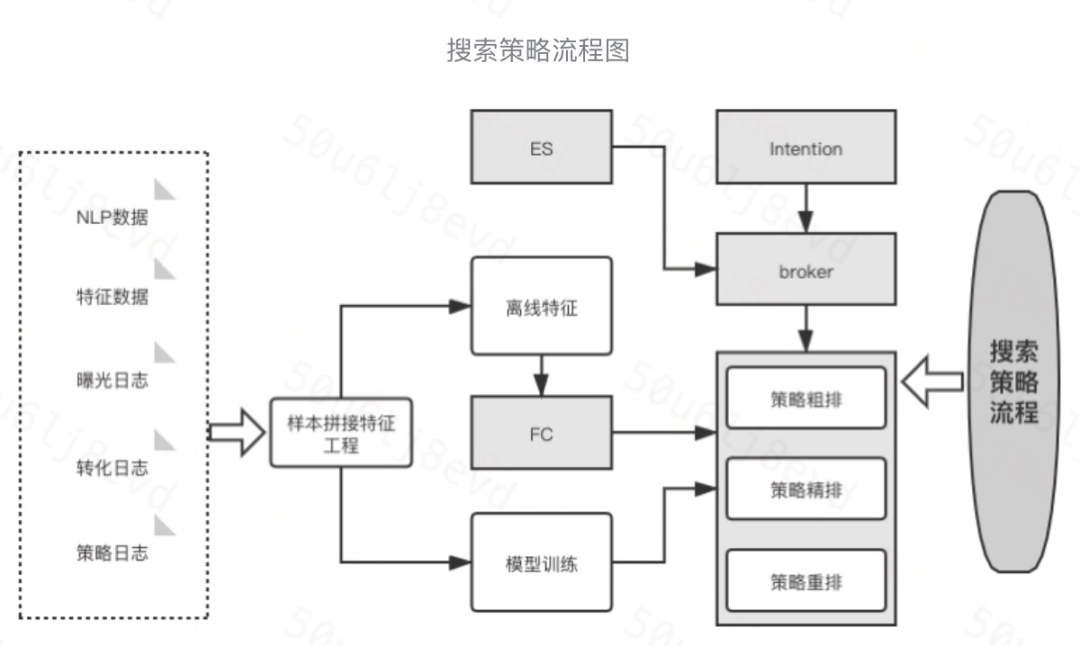 搜索策略流程图
ES
Intention
NLP数据
特征数据
曝光日志
转化日志
策略日志
样本拼接特征
工程
离线特征
FC
模型训练
broker
策略粗排
策略精排
策略重排
搜索
策略
流程
50u6lj8evd